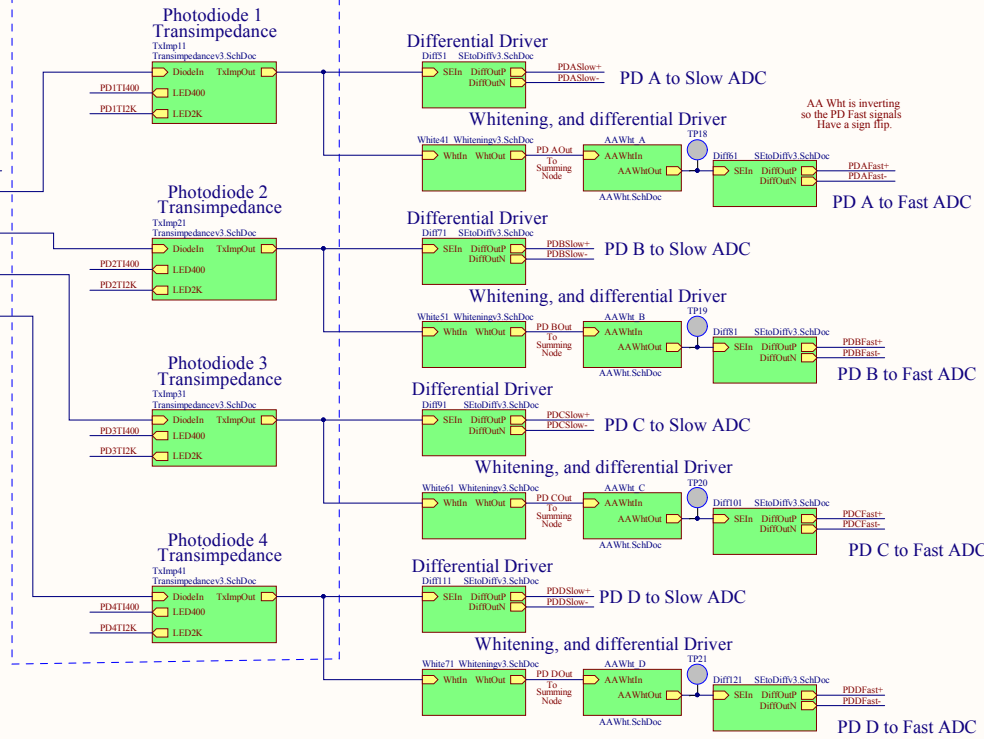 Photodiode 1
Transimpedance
TxImp11
Transimpedancev3.SchDoc
DiodeIn TxImpOut
LED400
LED2K
PD1TI400
PD1TI2K
Differential Driver
Diff51 SEtoDiffv3.SchDoc
SEIn DiffOutP
DiffOutN
PDASlow+
PDASlow-
PD A to Slow ADC
AA Wht is inverting
so the PD Fast signals
Have a sign flip.
Whitening, and differential Driver
White41 Whiteningv3.SchDoc
WhtIn WhtOut
PD AOut
To
Summing
Node
AAWht_A
AAWhtIn
AAWhtOut
AAWht.SchDoc
TP18
Diff61 SEtoDiffv3.SchDoc
SEIn DiffOutP
DiffOutN
PDAFast+
PDAFast-
PD A to Fast ADC
Photodiode 2
Transimpedance
TxImp21
Transimpedancev3.SchDoc
DiodeIn TxImpOut
LED400
LED2K
PD2TI400
PD2TI2K
Differential Driver
Diff71 SEtoDiffv3.SchDoc
SEIn DiffOutP
DiffOutN
PDBSlow+
PDBSlow-
PD B to Slow ADC
Whitening, and differential Driver
White51 Whiteningv3.SchDoc
WhtIn WhtOut
PD BOut
To
Summing
Node
AAWht_B
AAWhtIn
AAWhtOut
AAWht.SchDoc
TP19
Diff81 SEtoDiffv3.SchDoc
SEIn DiffOutP
DiffOutN
PDBFast+
PDBFast-
PD B to Fast ADC
Photodiode 3
Transimpedance
TxImp31
Transimpedancev3.SchDoc
DiodeIn TxImpOut
LED400
LED2K
PD3TI400
PD3TI2K
Differential Driver
Diff91 SEtoDiffv3.SchDoc
SEIn DiffOutP
DiffOutN
PDCSlow+
PDCSlow-
PD C to Slow ADC
Whitening, and differential Driver
White61 Whiteningv3.SchDoc
WhtIn WhtOut
PD COut
To
Summing
Node
AAWht_C
AAWhtIn
AAWhtOut
AAWht.SchDoc
TP20
Diff101 SEtoDiffv3.SchDoc
SEIn DiffOutP
DiffOutN
PDCFast+
PDCFast-
PD C to Fast ADC
Photodiode 4
Transimpedance
TxImp41
Transimpedancev3.SchDoc
DiodeIn TxImpOut
LED400
LED2K
PD4TI400
PD4TI2K
Differential Driver
Diff111 SEtoDiffv3.SchDoc
SEIn DiffOutP
DiffOutN
PDDSlow+
PDDSlow-
PD D to Slow ADC
Whitening, and differential Driver
White71 Whiteningv3.SchDoc
WhtIn WhtOut
PD DOut
To
Summing
Node
AAWht_D
AAWhtIn
AAWhtOut
AAWht.SchDoc
TP21
Diff121 SEtoDiffv3.SchDoc
SEIn DiffOutP
DiffOutN
PDDFast+
PDDFast-
PD D to Fast ADC